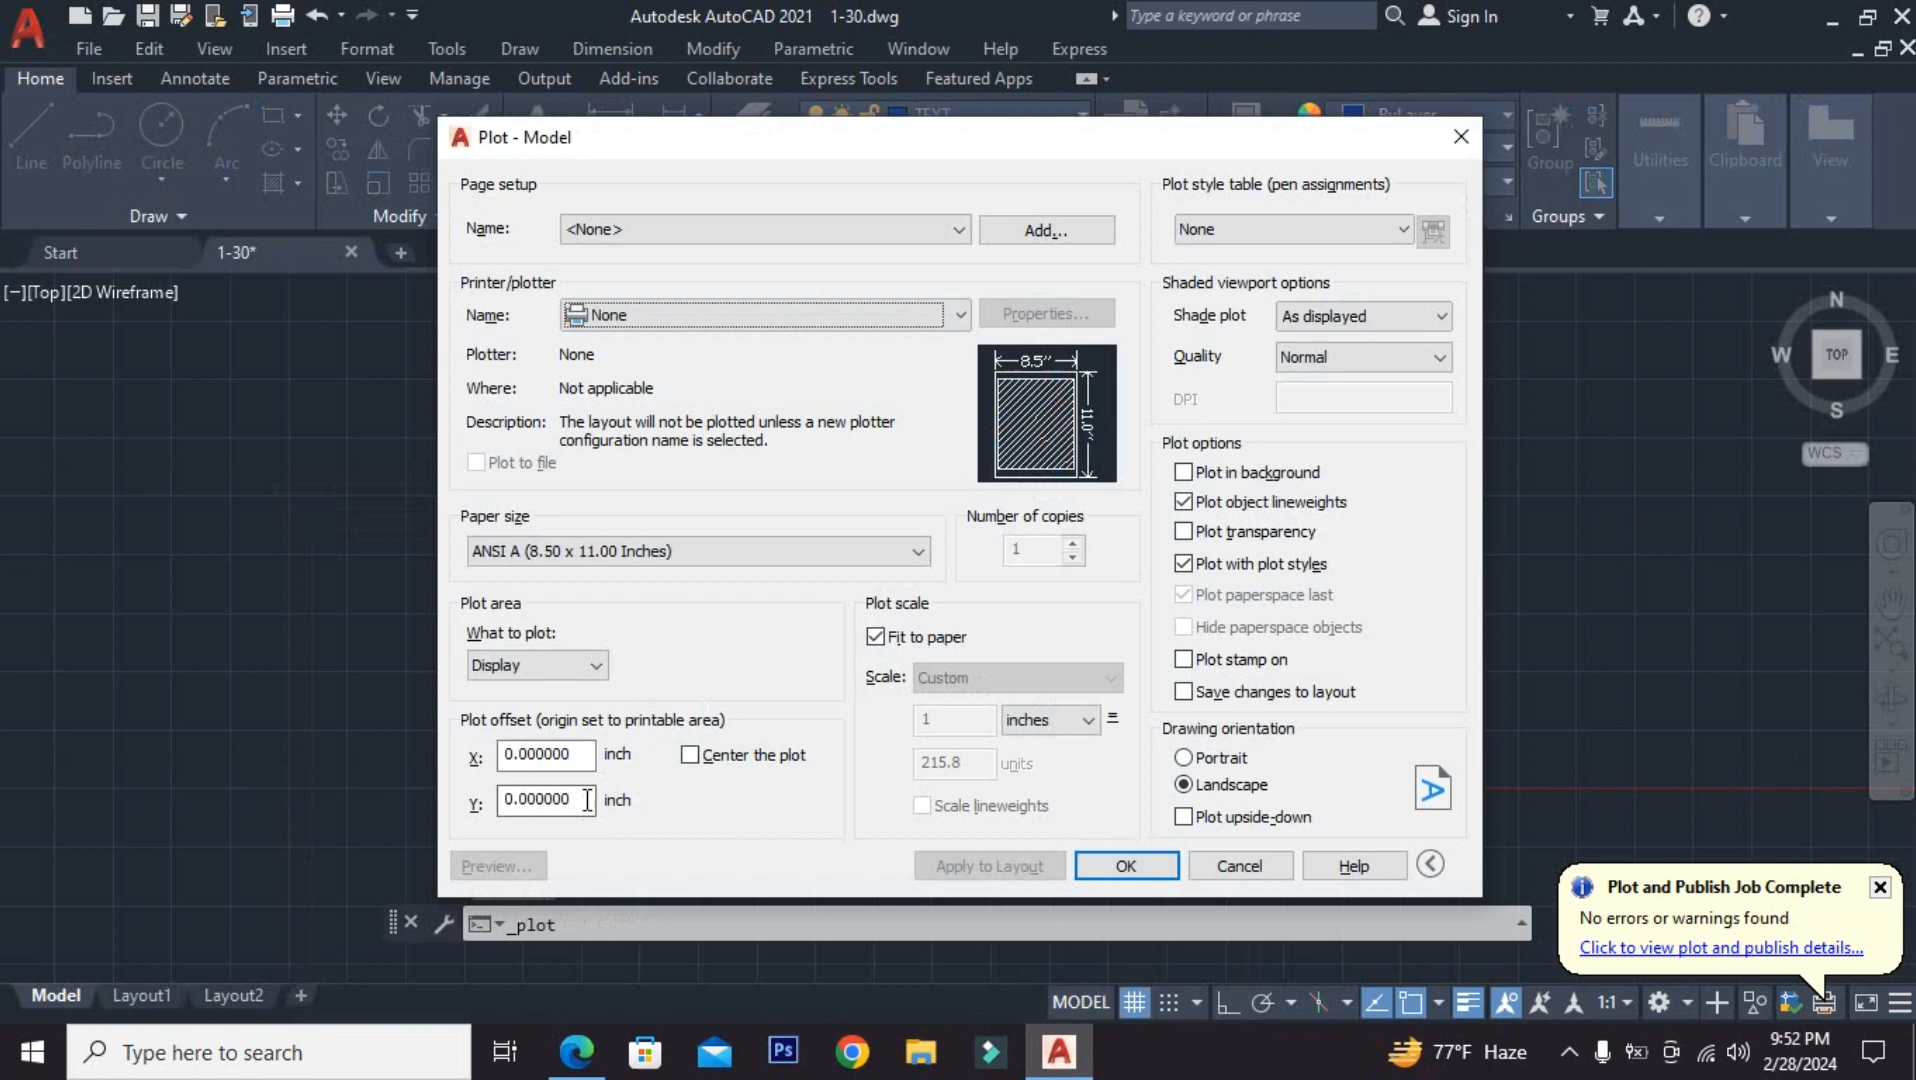 Autodesk AutoCAD 2021 1-30.dwg
Type a keyword or phrase
Sign In
File Edit View Insert Format Tools Draw Dimension Modify Parametric Window Help Express
Home Insert Annotate Parametric View Manage Output Add-ins Collaborate Express Tools Featured Apps
Line Polyline Circle Arc
Group Utilities Clipboard View
Draw Modify Groups
Start 1-30*
[−][Top][2D Wireframe]
Plot - Model
Page setup
Name: <None> Add...
Printer/plotter
Name: None Properties...
Plotter: None
Where: Not applicable
Description: The layout will not be plotted unless a new plotter
configuration name is selected.
Plot to file
8.5''
11.0''
Paper size
ANSI A (8.50 x 11.00 Inches)
Number of copies
1
Plot area
What to plot:
Display
Plot offset (origin set to printable area)
X: 0.000000 inch Center the plot
Y: 0.000000 inch
Plot scale
Fit to paper
Scale: Custom
1 inches =
215.8 units
Scale lineweights
Plot style table (pen assignments)
None
Shaded viewport options
Shade plot As displayed
Quality Normal
DPI
Plot options
Plot in background
Plot object lineweights
Plot transparency
Plot with plot styles
Plot paperspace last
Hide paperspace objects
Plot stamp on
Save changes to layout
Drawing orientation
Portrait
Landscape
Plot upside-down
A
Preview... Apply to Layout OK Cancel Help
N
W TOP E
S
WCS
_plot
Plot and Publish Job Complete
No errors or warnings found
Click to view plot and publish details...
Model Layout1 Layout2
MODEL 1:1
Type here to search
Ps
77°F Haze
9:52 PM
2/28/2024